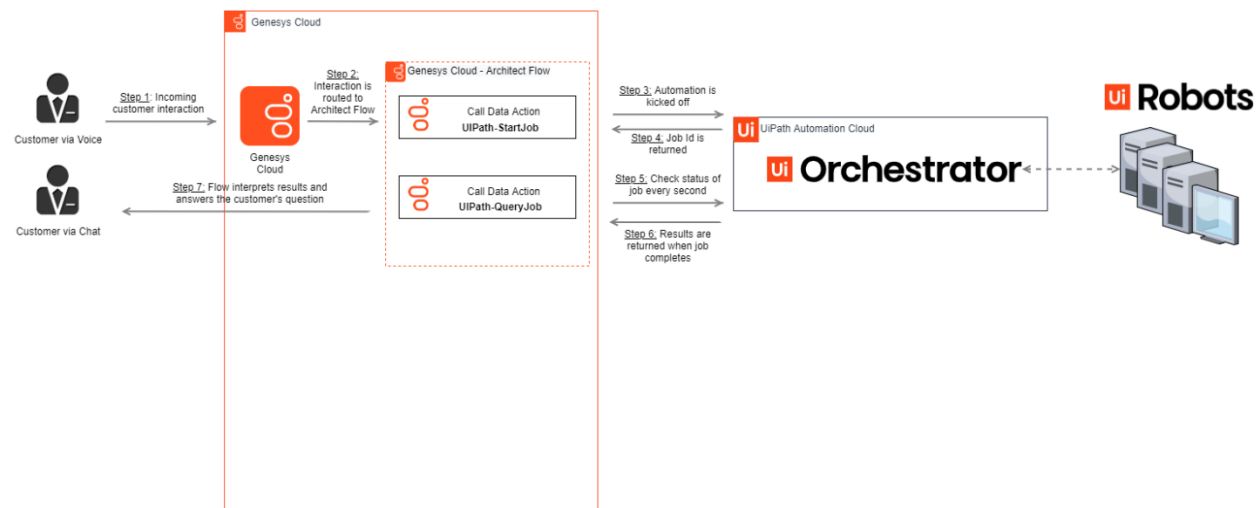 Genesys Cloud
Customer via Voice
Step 1: Incoming
customer interaction
Genesys
Cloud
Step 2:
Interaction is
routed to
Architect Flow
Genesys Cloud - Architect Flow
Call Data Action
UIPath-StartJob
Call Data Action
UIPath-QueryJob
Step 3: Automation is
kicked off
Step 4: Job Id is
returned
Step 5: Check status of
job every second
Step 6: Results are
returned when job
completes
Step 7: Flow interprets results and
answers the customer's question
Customer via Chat
Ui UiPath Automation Cloud
Ui Orchestrator
Ui Robots